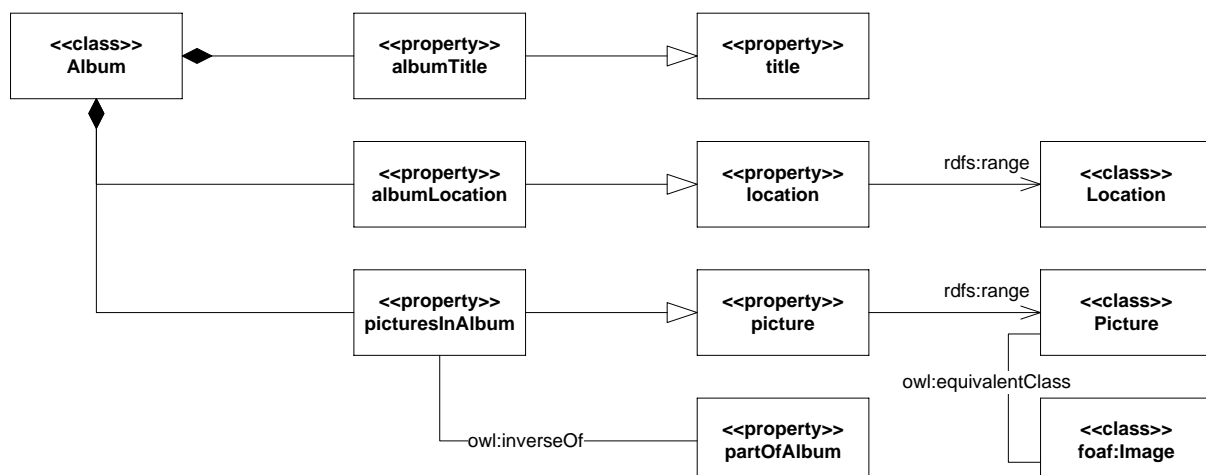 <<class>>
Album
<<property>>
albumTitle
<<property>>
title
<<property>>
albumLocation
<<property>>
location
rdfs:range
<<class>>
Location
<<property>>
picturesInAlbum
<<property>>
picture
rdfs:range
<<class>>
Picture
owl:equivalentClass
owl:inverseOf
<<property>>
partOfAlbum
<<class>>
foaf:Image